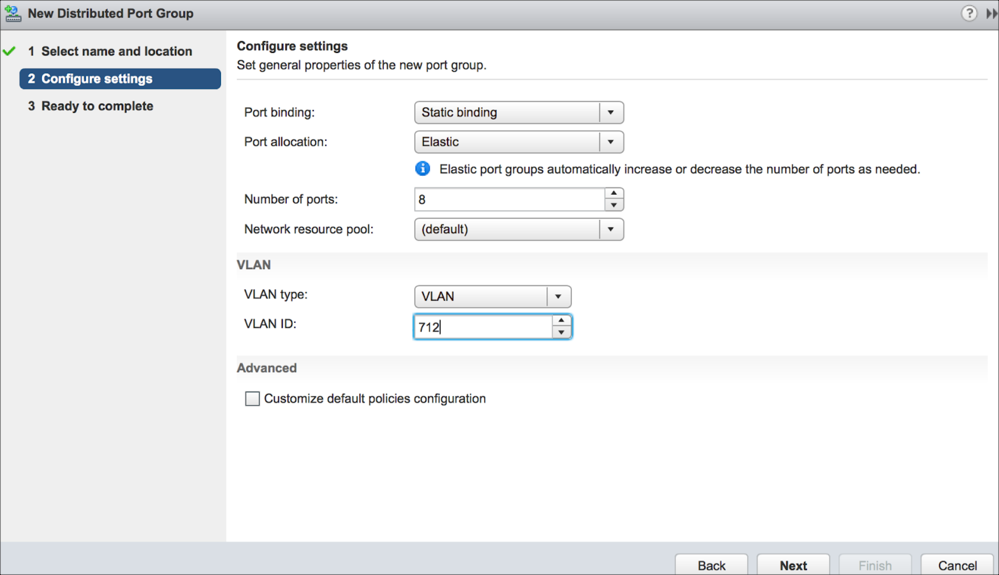 New Distributed Port Group
1 Select name and location
2 Configure settings
3 Ready to complete
Configure settings
Set general properties of the new port group.
Port binding: Static binding
Port allocation: Elastic
Elastic port groups automatically increase or decrease the number of ports as needed.
Number of ports: 8
Network resource pool: (default)
VLAN
VLAN type: VLAN
VLAN ID: 712
Advanced
Customize default policies configuration
Back Next Finish Cancel